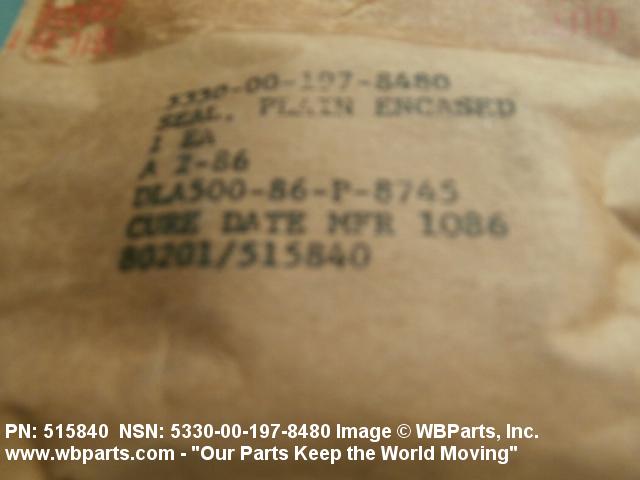 500
5330-00-197-8480
SEAL, PLAIN ENCASED
1 EA
A 2-86
DLA500-86-P-8745
CURE DATE MFR 1086
80201/515840
PN: 515840 NSN: 5330-00-197-8480 Image © WBParts, Inc.
www.wbparts.com - "Our Parts Keep the World Moving"